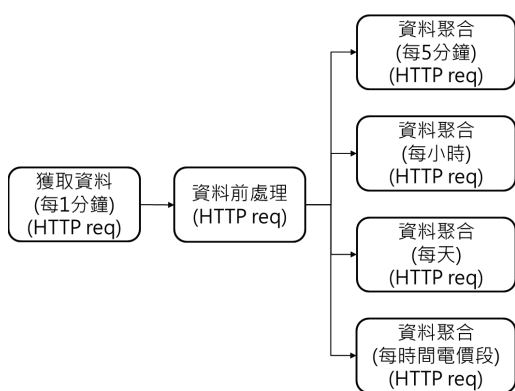 獲取資料
(每1分鐘)
(HTTP req)
資料前處理
(HTTP req)
資料聚合
(每5分鐘)
(HTTP req)
資料聚合
(每小時)
(HTTP req)
資料聚合
(每天)
(HTTP req)
資料聚合
(每時間電價段)
(HTTP req)